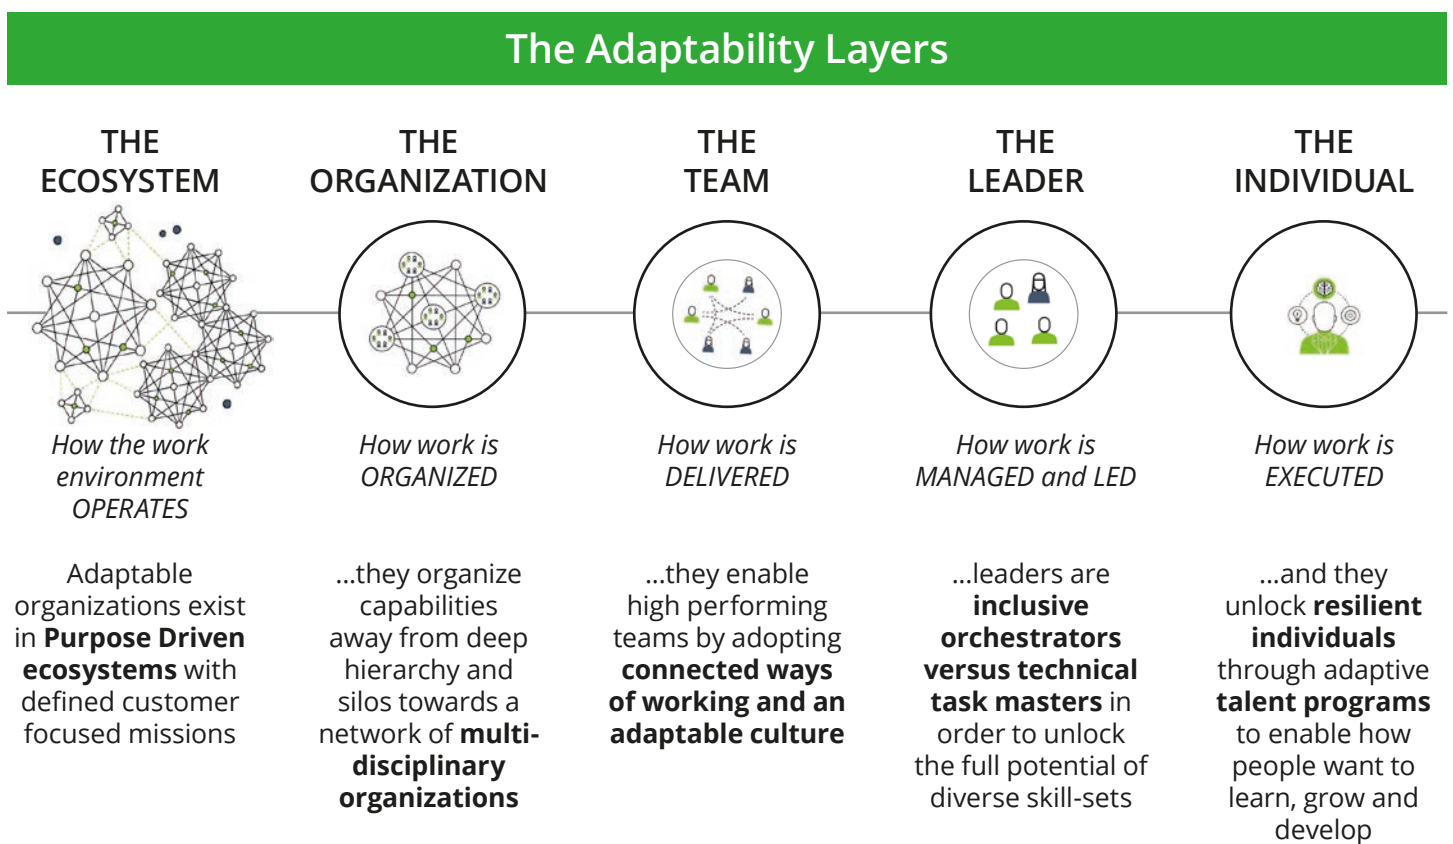 The Adaptability Layers
THE
ECOSYSTEM
How the work
environment
OPERATES
Adaptable
organizations exist
in Purpose Driven
ecosystems with
defined customer
focused missions
THE
ORGANIZATION
How work is
ORGANIZED
...they organize
capabilities
away from deep
hierarchy and
silos towards a
network of multi-
disciplinary
organizations
THE
TEAM
How work is
DELIVERED
...they enable
high performing
teams by adopting
connected ways
of working and an
adaptable culture
THE
LEADER
How work is
MANAGED and LED
...leaders are
inclusive
orchestrators
versus technical
task masters in
order to unlock
the full potential of
diverse skill-sets
THE
INDIVIDUAL
How work is
EXECUTED
...and they
unlock resilient
individuals
through adaptive
talent programs
to enable how
people want to
learn, grow and
develop